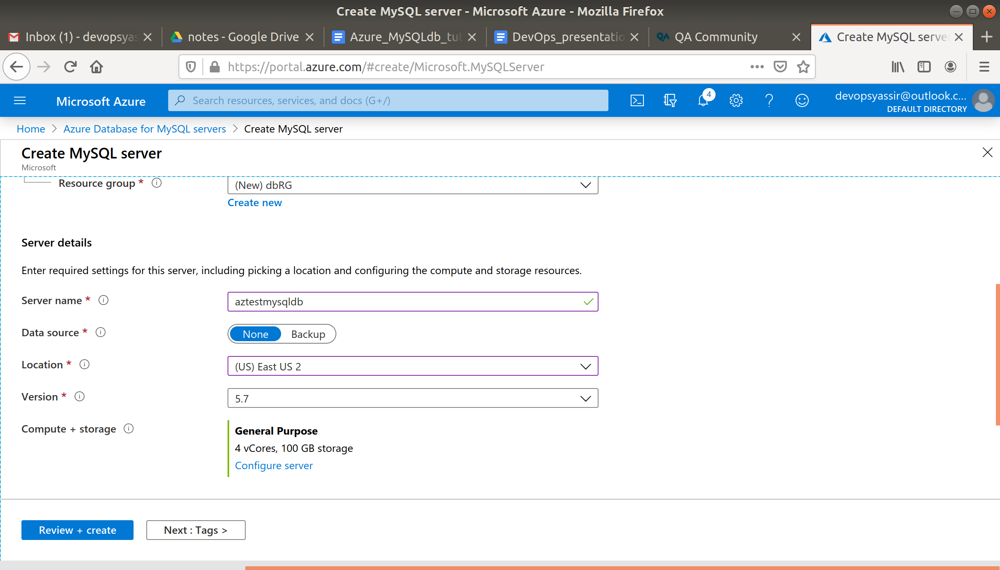 Create MySQL server - Microsoft Azure - Mozilla Firefox
Inbox (1) - devopsyas
notes - Google Drive
Azure_MySQLdb_tut
DevOps_presentatio
QA Community
Create MySQL serve
https://portal.azure.com/#create/Microsoft.MySQLServer
Microsoft Azure
Search resources, services, and docs (G+/)
4
devopsyassir@outlook.c...
DEFAULT DIRECTORY
Home > Azure Database for MySQL servers > Create MySQL server
Create MySQL server
Microsoft
Resource group *
(New) dbRG
Create new
Server details
Enter required settings for this server, including picking a location and configuring the compute and storage resources.
Server name *
aztestmysqldb
Data source *
None Backup
Location *
(US) East US 2
Version *
5.7
Compute + storage
General Purpose
4 vCores, 100 GB storage
Configure server
Review + create
Next : Tags >